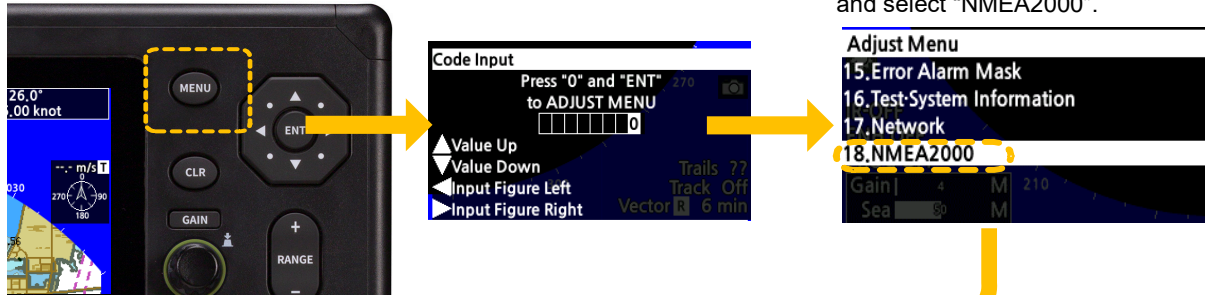 and select "NMEA2000".
MENU
ENT
CLR
GAIN
+
RANGE
–
26,0°
,00 knot
--.- m/s T
0
270 90
180
030
56
Code Input
Press "0" and "ENT"
to ADJUST MENU
0
Value Up
Value Down
Input Figure Left
Input Figure Right
270
Trails ??
Track Off
Vector R 6 min
Adjust Menu
15.Error Alarm Mask
16.Test·System Information
17.Network
18.NMEA2000
Gain 4 M
Sea 50 M
210